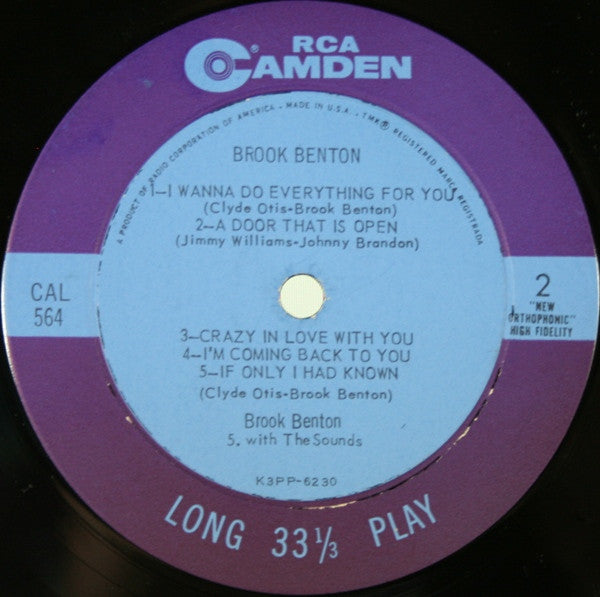 RCA
CAMDEN
A PRODUCT OF RADIO CORPORATION OF AMERICA - MADE IN U.S.A. - TMK® REGISTERED MARCA REGISTRADA
BROOK BENTON
1—I WANNA DO EVERYTHING FOR YOU
(Clyde Otis-Brook Benton)
2—A DOOR THAT IS OPEN
(Jimmy Williams-Johnny Brandon)
CAL
564
2
"NEW
ORTHOPHONIC"
HIGH FIDELITY
3—CRAZY IN LOVE WITH YOU
4—I'M COMING BACK TO YOU
5—IF ONLY I HAD KNOWN
(Clyde Otis-Brook Benton)
Brook Benton
5. with The Sounds
K3PP-6230
LONG 33⅓ PLAY